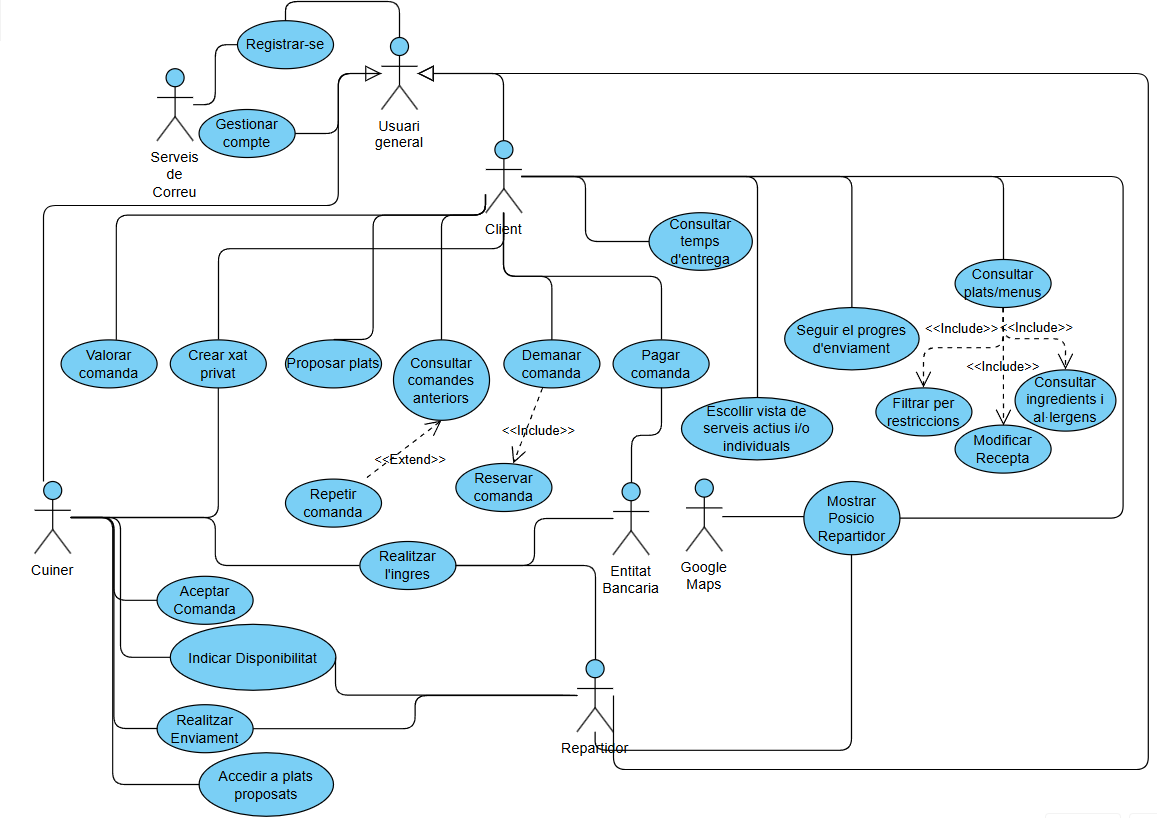 Registrar-se
Usuari
general
Gestionar
compte
Serveis
de
Correu
Client
Consultar
temps
d'entrega
Consultar
plats/menus
<<Include>>
<<Include>>
<<Include>>
Seguir el progres
d'enviament
Valorar
comanda
Crear xat
privat
Proposar plats
Consultar
comandes
anteriors
Demanar
comanda
Pagar
comanda
Filtrar per
restriccions
Consultar
ingredients i
al·lergens
Modificar
Recepta
Escollir vista de
serveis actius i/o
individuals
<<Include>>
<<Extend>>
Repetir
comanda
Reservar
comanda
Mostrar
Posicio
Repartidor
Cuiner
Realitzar
l'ingres
Entitat
Bancaria
Google
Maps
Aceptar
Comanda
Indicar Disponibilitat
Realitzar
Enviament
Repartidor
Accedir a plats
proposats